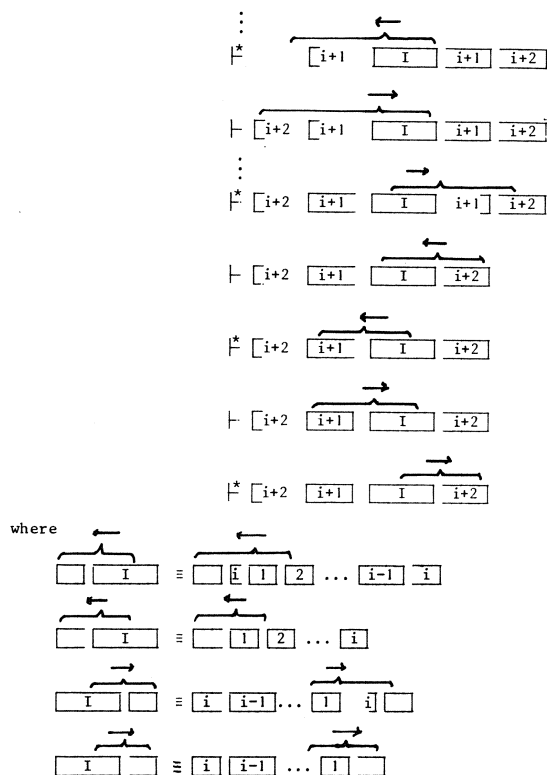 ⋮
⊢* [i+1 I i+1 i+2
⊢ [i+2 [i+1 I i+1 i+2
⋮
⊢* [i+2 i+1 I i+1] i+2
⊢ [i+2 i+1 I i+2
⊢* [i+2 i+1 I i+2
⊢ [i+2 i+1 I i+2
⊢* [i+2 i+1 I i+2
where
I ≡ i 1 2 ... i-1 i
I ≡ 1 2 ... i
I ≡ i i-1 ... 1 i]
I ≡ i i-1 ... 1